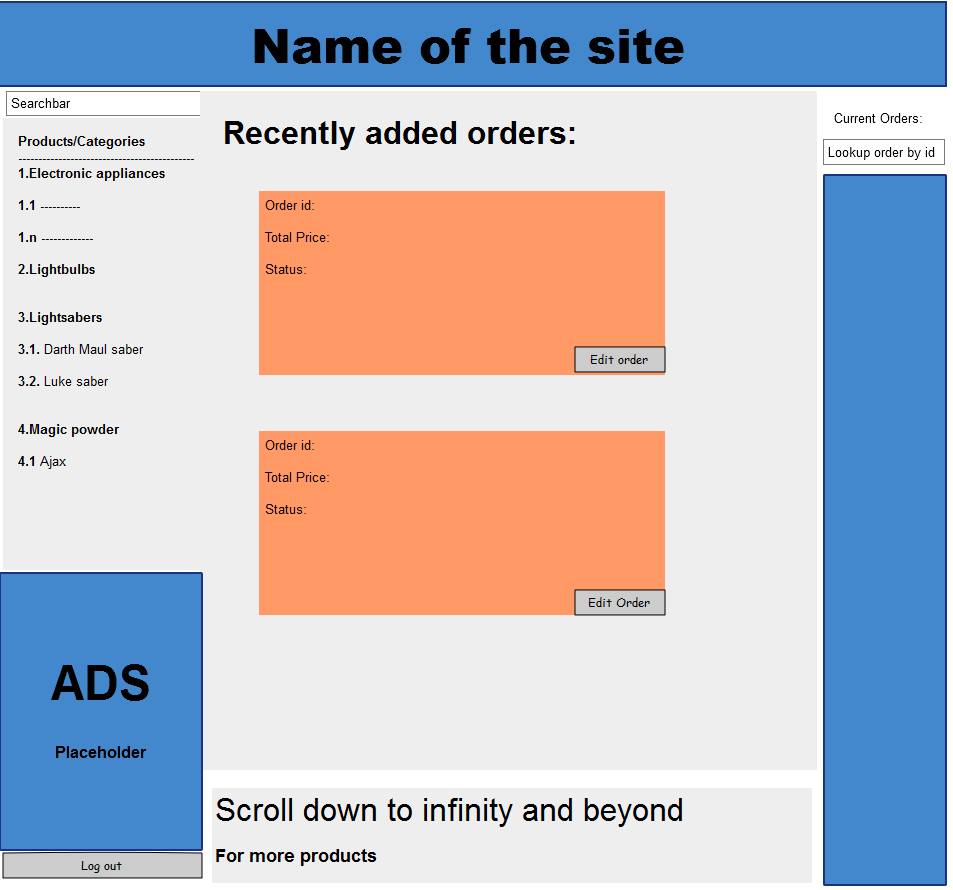 Name of the site
Searchbar
Products/Categories
--------------------------------------------
1.Electronic appliances
1.1 ----------
1.n -------------
2.Lightbulbs
3.Lightsabers
3.1. Darth Maul saber
3.2. Luke saber
4.Magic powder
4.1 Ajax
ADS
Placeholder
Log out
Recently added orders:
Order id:
Total Price:
Status:
Edit order
Order id:
Total Price:
Status:
Edit Order
Scroll down to infinity and beyond
For more products
Current Orders:
Lookup order by id